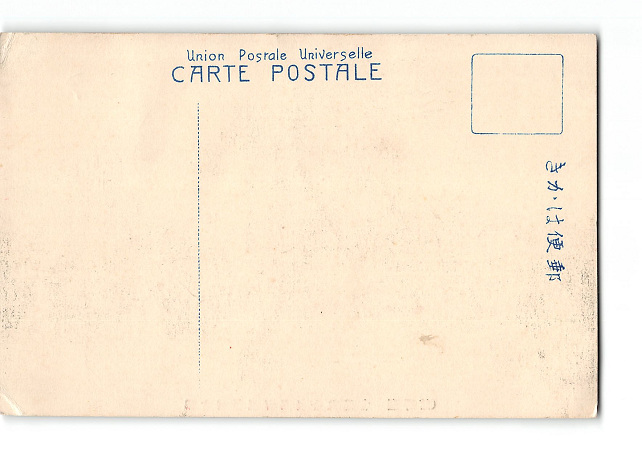 Union Postale Universelle
CARTE POSTALE
郵便はかき